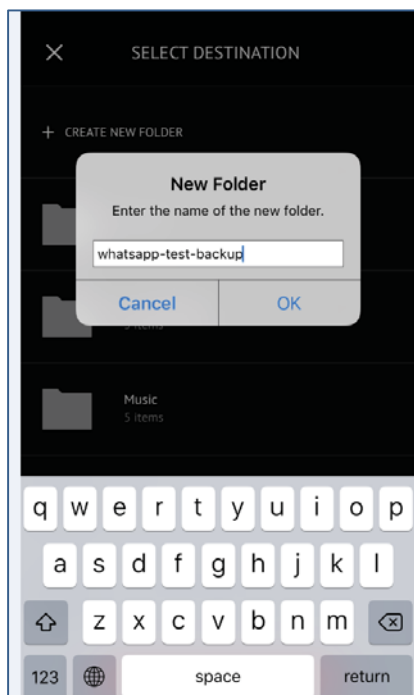 SELECT DESTINATION
+ CREATE NEW FOLDER
New Folder
Enter the name of the new folder.
whatsapp-test-backup
Cancel OK
Music
5 items
q w e r t y u i o p
a s d f g h j k l
z x c v b n m
123 space return